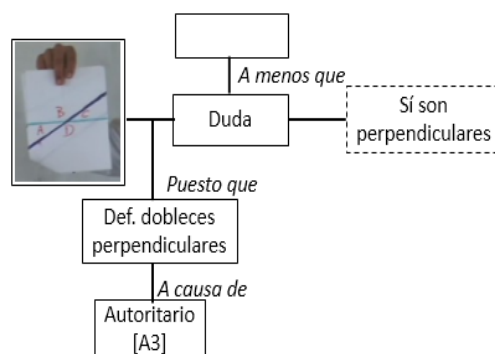 A menos que
B
C
A
D
Duda
Sí son
perpendiculares
Puesto que
Def. dobleces
perpendiculares
A causa de
Autoritario
[A3]